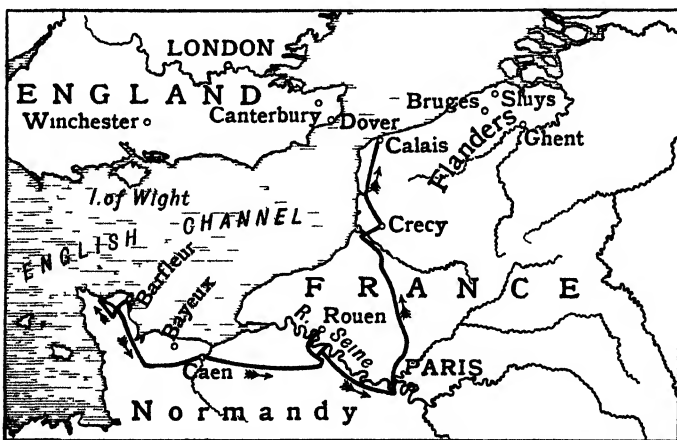 LONDON
ENGLAND
Winchester
Canterbury
Dover
Bruges
Sluys
Ghent
Flanders
Calais
I. of Wight
ENGLISH CHANNEL
Crecy
Barfleur
Bayeux
FRANCE
Rouen
R. Seine
PARIS
Caen
Normandy